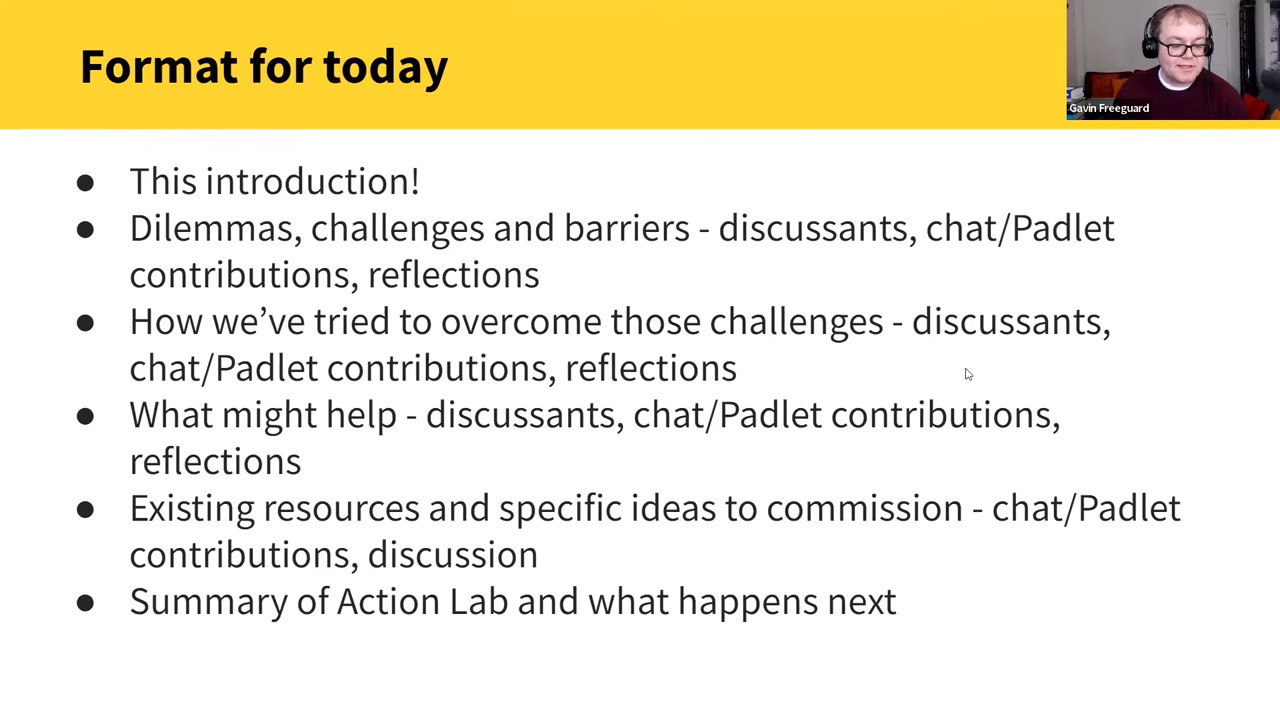 Format for today
Gavin Freeguard
● This introduction!
● Dilemmas, challenges and barriers - discussants, chat/Padlet
contributions, reflections
● How we’ve tried to overcome those challenges - discussants,
chat/Padlet contributions, reflections
● What might help - discussants, chat/Padlet contributions,
reflections
● Existing resources and specific ideas to commission - chat/Padlet
contributions, discussion
● Summary of Action Lab and what happens next